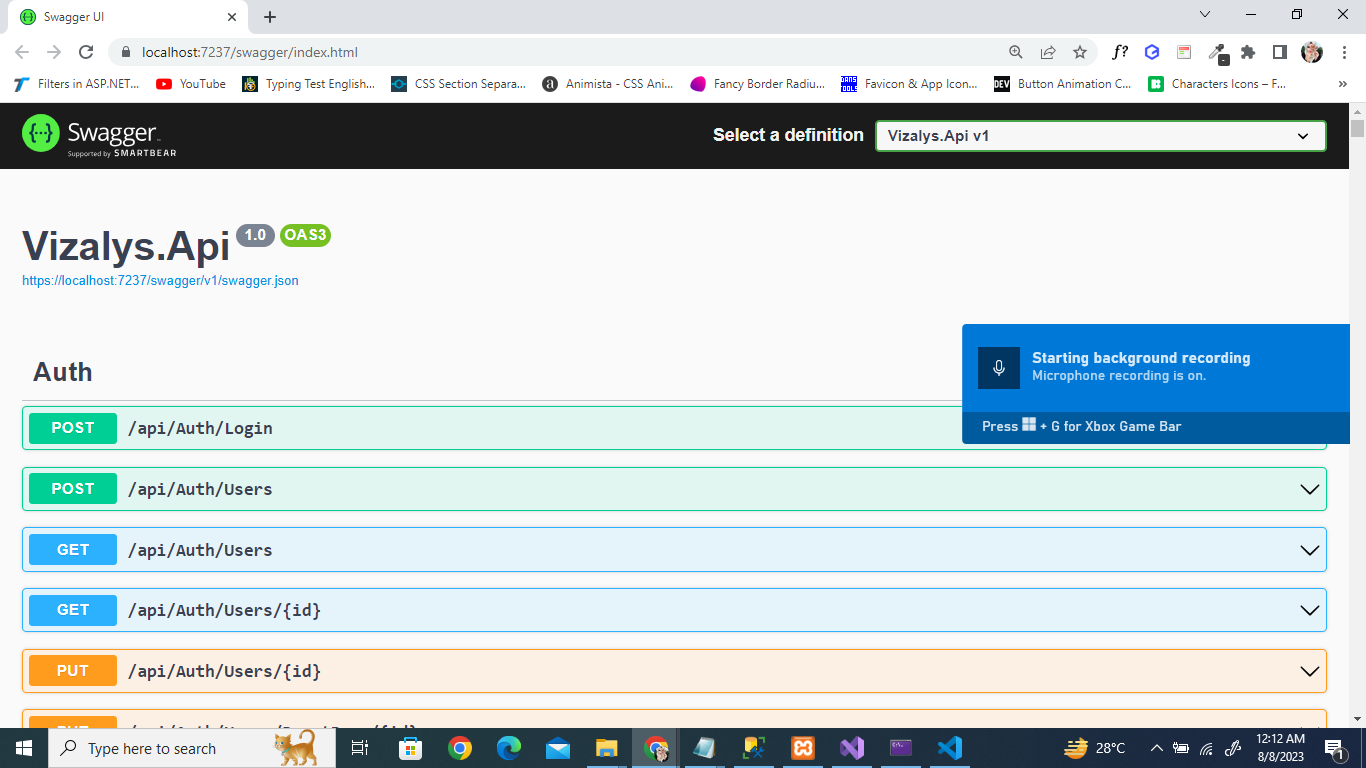 Swagger UI
localhost:7237/swagger/index.html
f?
Filters in ASP.NET...
YouTube
Typing Test English...
CSS Section Separa...
a
Animista - CSS Ani...
Fancy Border Radiu...
DANS TOOLS
Favicon & App Icon...
DEV
Button Animation C...
Characters Icons – F...
»
{··}
Swagger
Supported by SMARTBEAR
Select a definition
Vizalys.Api v1
Vizalys.Api
1.0
OAS3
https://localhost:7237/swagger/v1/swagger.json
Starting background recording
Microphone recording is on.
Press + G for Xbox Game Bar
Auth
POST
/api/Auth/Login
POST
/api/Auth/Users
GET
/api/Auth/Users
GET
/api/Auth/Users/{id}
PUT
/api/Auth/Users/{id}
Type here to search
28°C
12:12 AM
8/8/2023
1